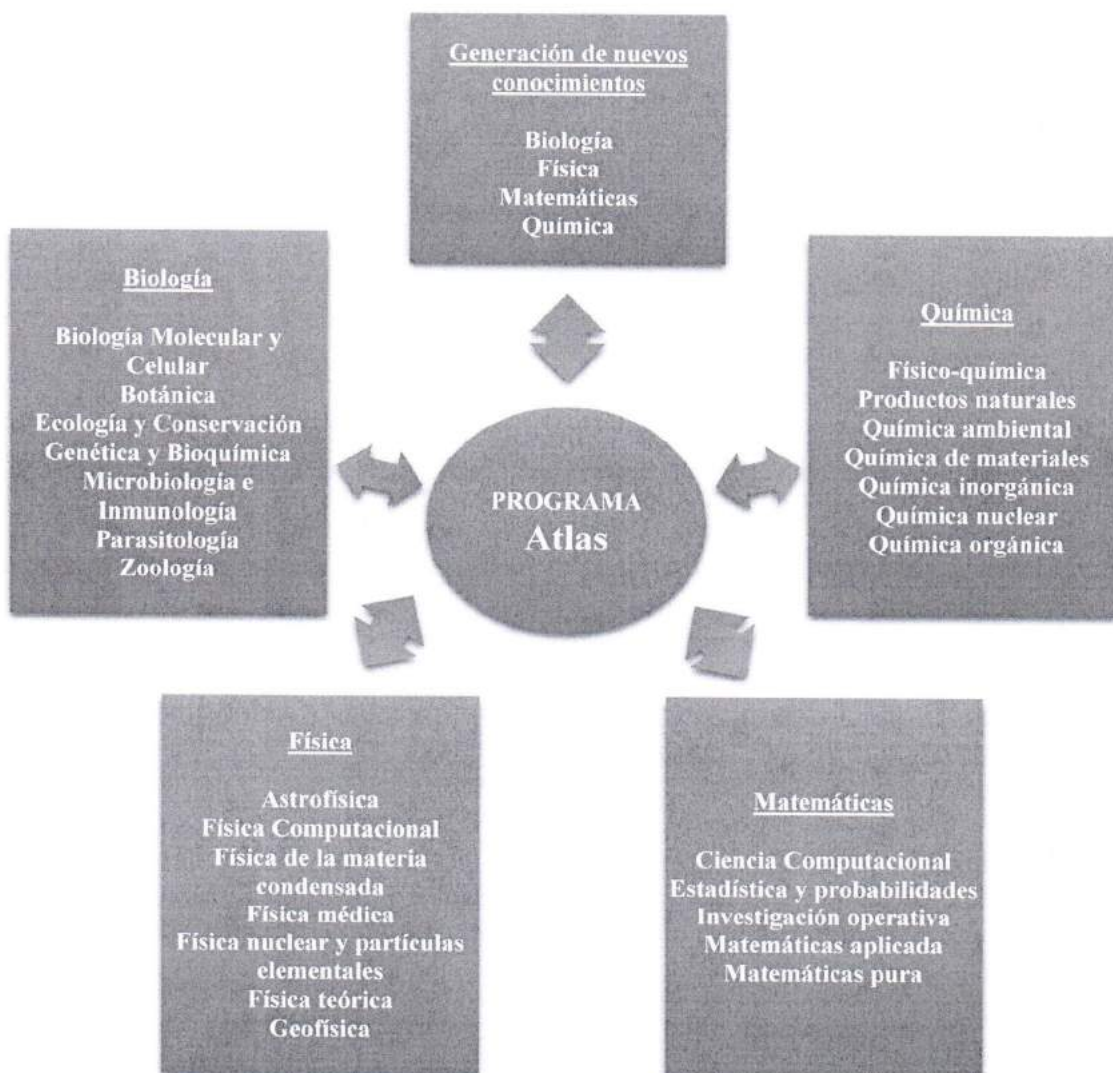 Generación de nuevos
conocimientos
Biología
Física
Matemáticas
Química
Biología
Biología Molecular y
Celular
Botánica
Ecología y Conservación
Genética y Bioquímica
Microbiología e
Inmunología
Parasitología
Zoología
PROGRAMA
Atlas
Química
Físico-química
Productos naturales
Química ambiental
Química de materiales
Química inorgánica
Química nuclear
Química orgánica
Física
Astrofísica
Física Computacional
Física de la materia
condensada
Física médica
Física nuclear y partículas
elementales
Física teórica
Geofísica
Matemáticas
Ciencia Computacional
Estadística y probabilidades
Investigación operativa
Matemáticas aplicada
Matemáticas pura